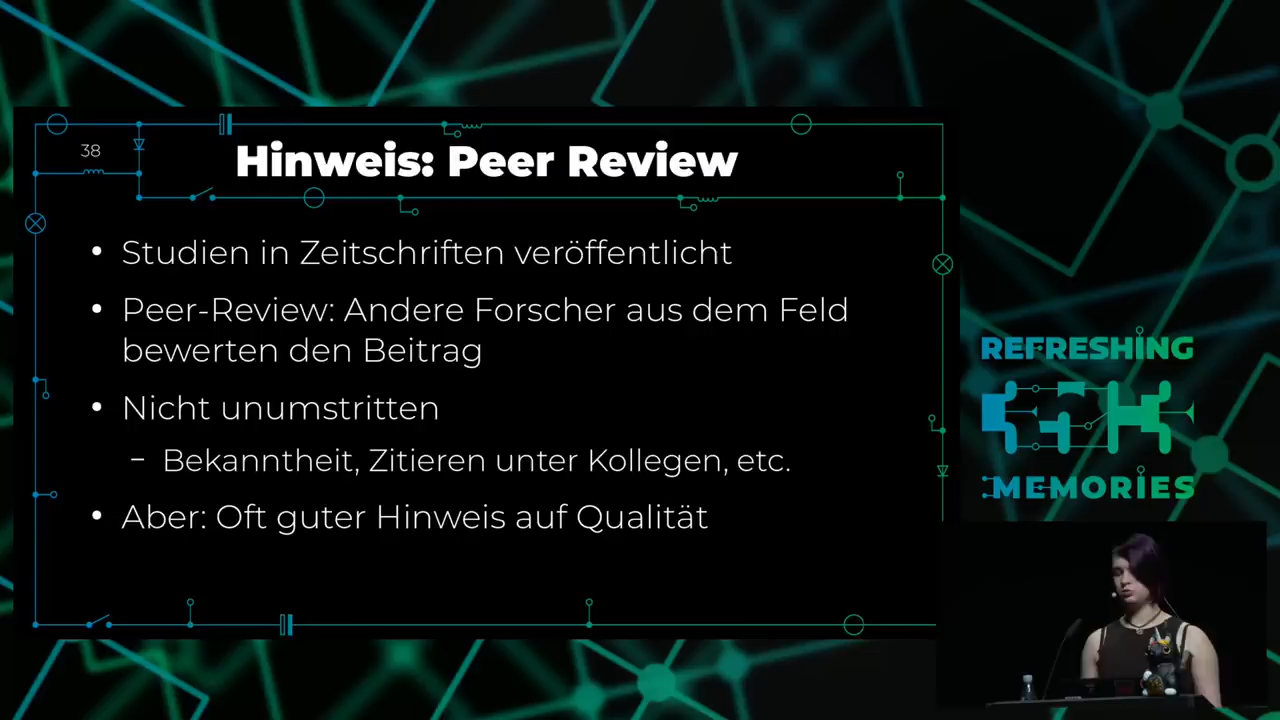 38
Hinweis: Peer Review
• Studien in Zeitschriften veröffentlicht
• Peer-Review: Andere Forscher aus dem Feld
bewerten den Beitrag
• Nicht unumstritten
– Bekanntheit, Zitieren unter Kollegen, etc.
• Aber: Oft guter Hinweis auf Qualität
REFRESHING
MEMORIES